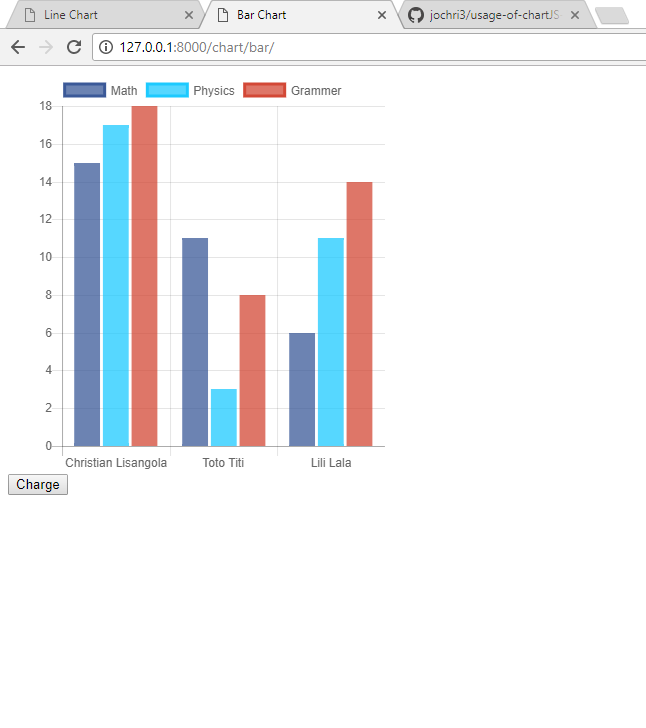 Line Chart
Bar Chart
jochri3/usage-of-chartJS
127.0.0.1:8000/chart/bar/
Math Physics Grammer
18
16
14
12
10
8
6
4
2
0
Christian Lisangola Toto Titi Lili Lala
Charge